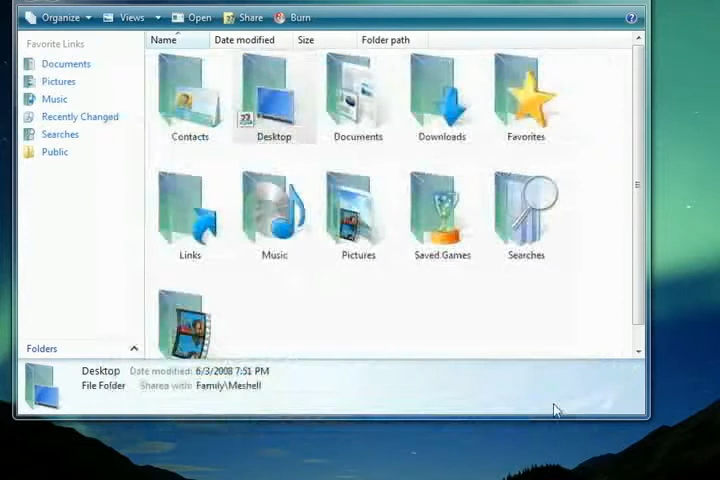 Organize Views Open Share Burn
Favorite Links
Name Date modified Size Folder path
Documents
Pictures
Music
Recently Changed
Searches
Public
Contacts Desktop Documents Downloads Favorites
Links Music Pictures Saved Games Searches
Folders
Desktop Date modified: 6/3/2008 7:51 PM
File Folder Shared with: Family\Meshell